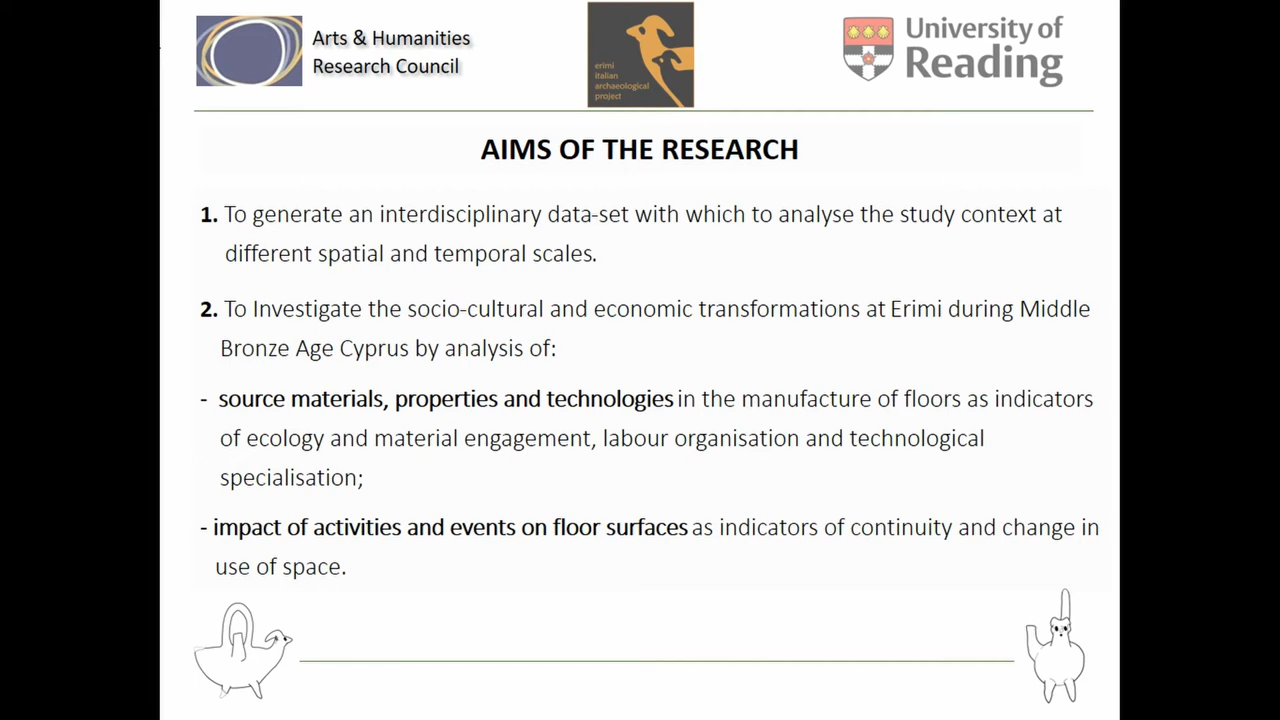 Arts & Humanities
Research Council
erimi
italian
archaeological
project
University of
Reading
AIMS OF THE RESEARCH
1. To generate an interdisciplinary data-set with which to analyse the study context at
different spatial and temporal scales.
2. To Investigate the socio-cultural and economic transformations at Erimi during Middle
Bronze Age Cyprus by analysis of:
- source materials, properties and technologies in the manufacture of floors as indicators
of ecology and material engagement, labour organisation and technological
specialisation;
- impact of activities and events on floor surfaces as indicators of continuity and change in
use of space.